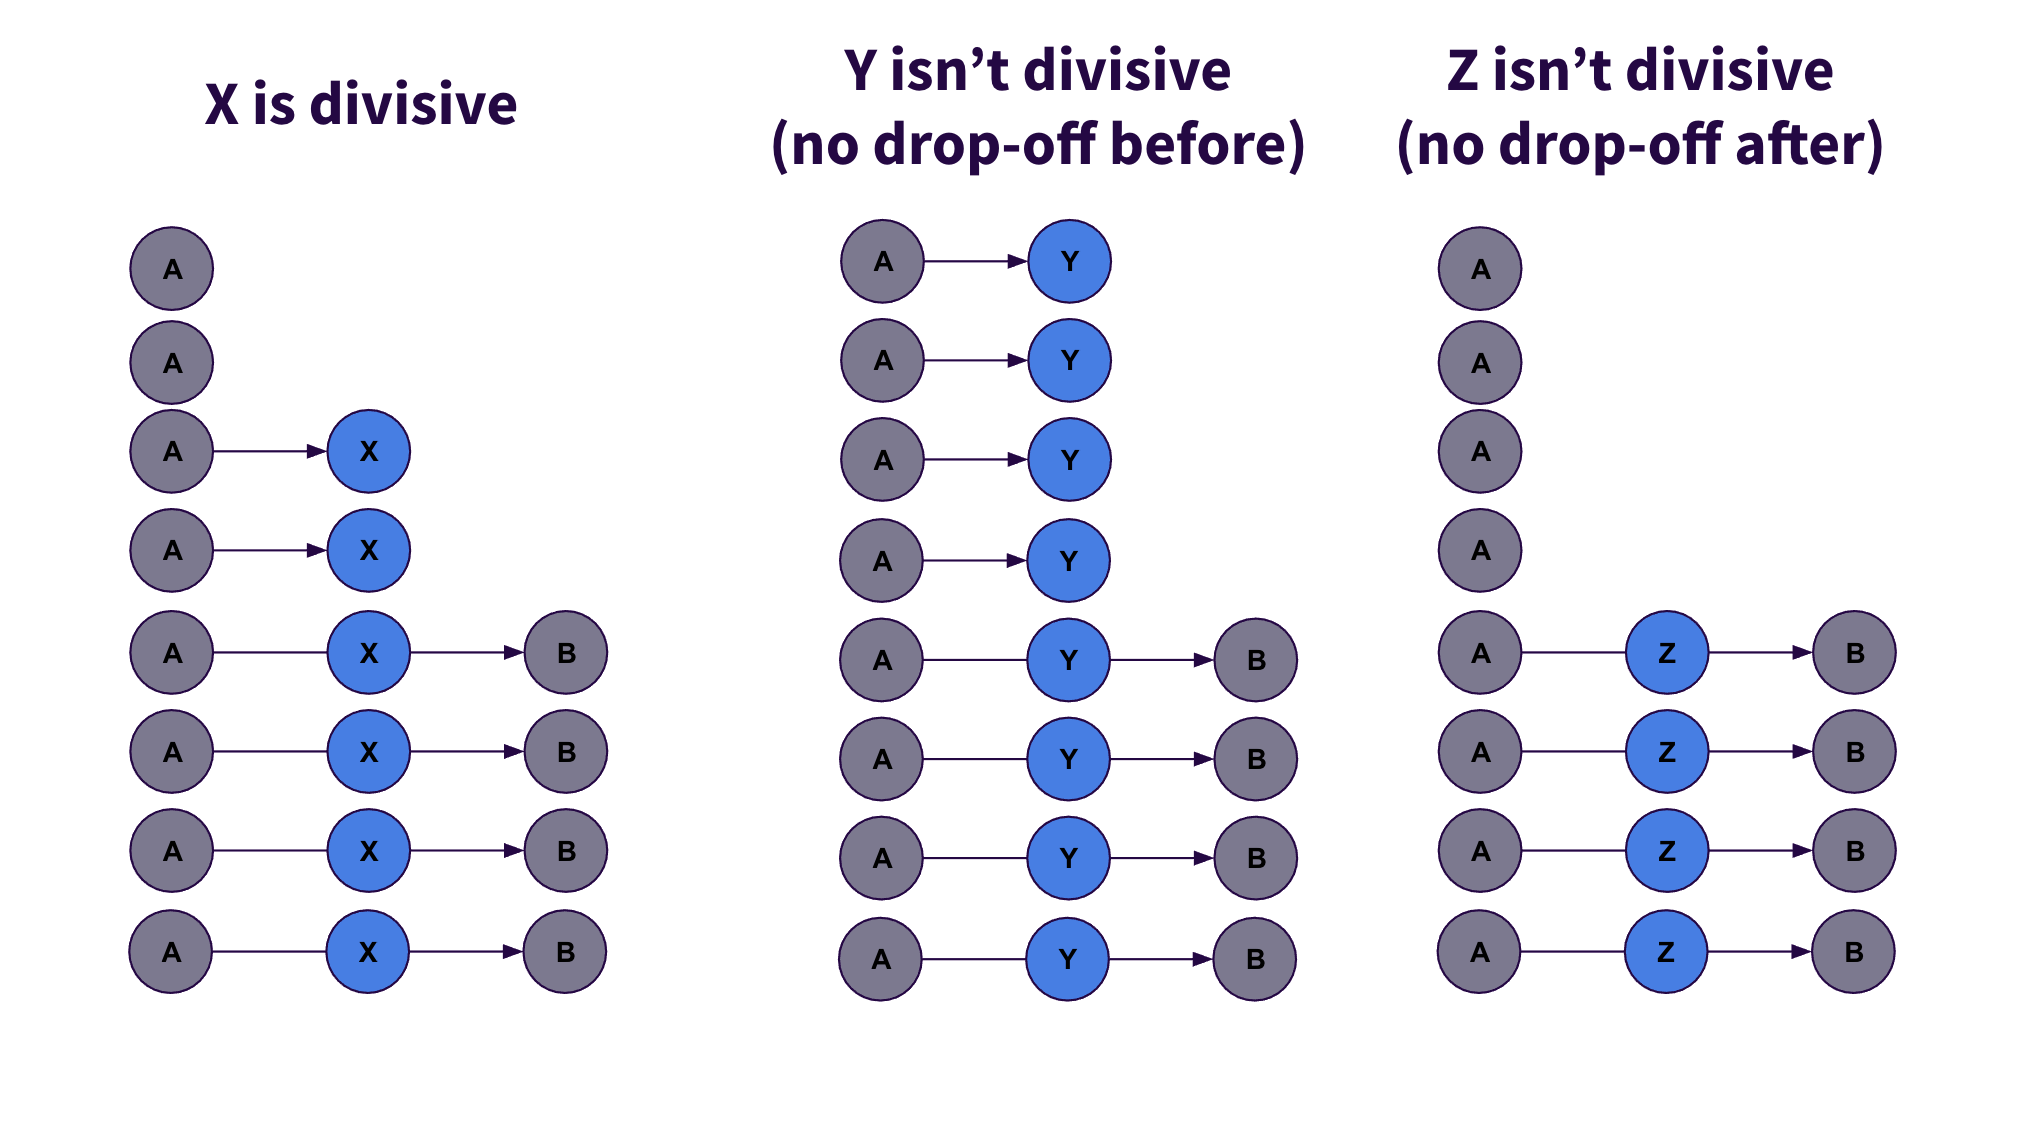 X is divisive
Y isn’t divisive
(no drop-off before)
Z isn’t divisive
(no drop-off after)
A
A
A X
A X
A X B
A X B
A X B
A X B
A Y
A Y
A Y
A Y
A Y B
A Y B
A Y B
A Y B
A
A
A
A
A Z B
A Z B
A Z B
A Z B